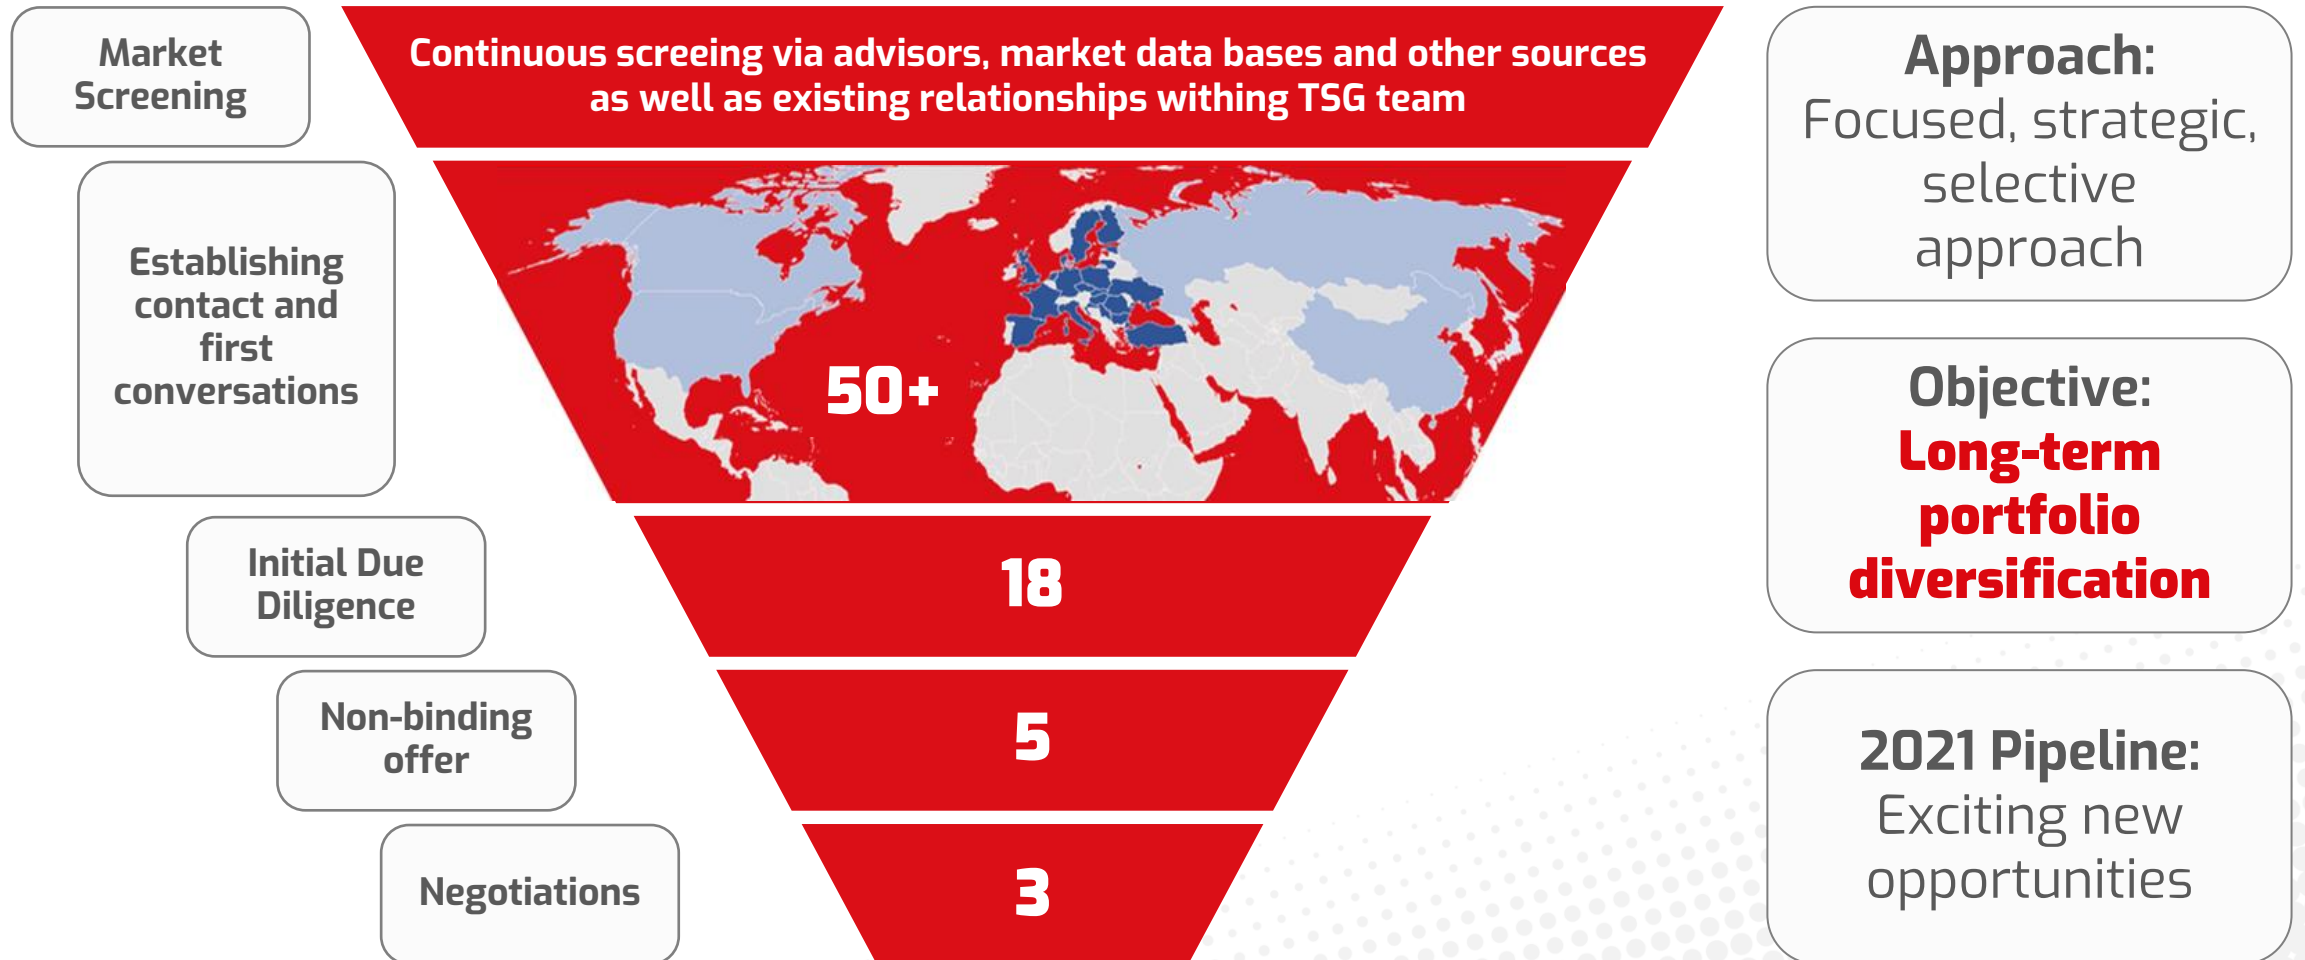 Market
Screening
Continuous screeing via advisors, market data bases and other sources
as well as existing relationships withing TSG team
Establishing
contact and
first
conversations
50+
Initial Due
Diligence
18
Non-binding
offer
5
Negotiations
3
Approach:
Focused, strategic,
selective
approach
Objective:
Long-term
portfolio
diversification
2021 Pipeline:
Exciting new
opportunities